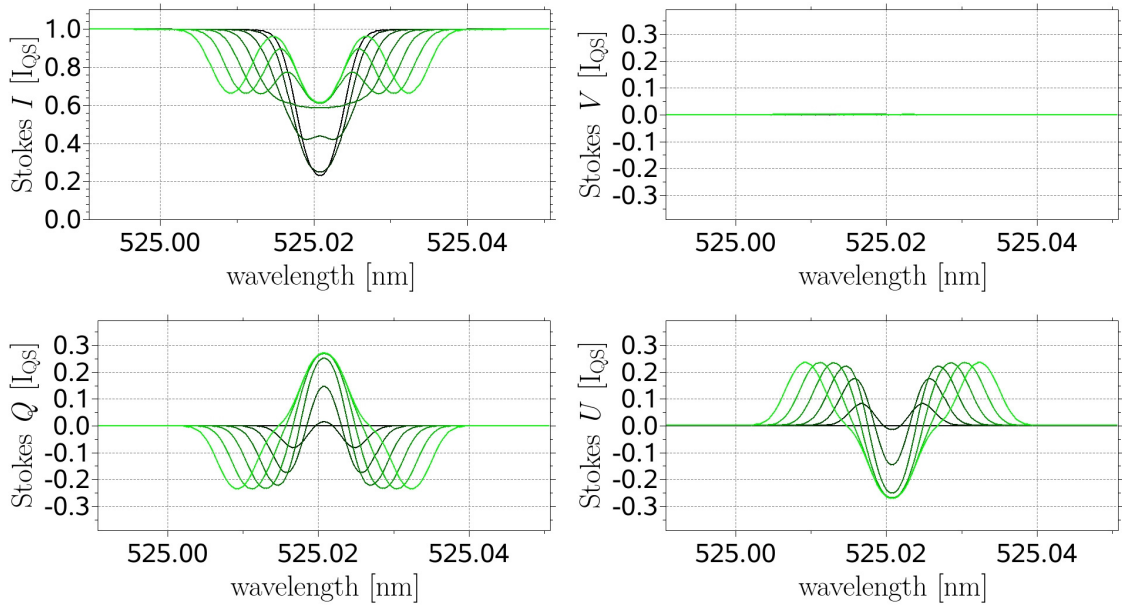 Stokes I [I_QS]
1.0
0.8
0.6
0.4
0.2
0.0
525.00 525.02 525.04
wavelength [nm]
Stokes V [I_QS]
0.3
0.2
0.1
0.0
-0.1
-0.2
-0.3
525.00 525.02 525.04
wavelength [nm]
Stokes Q [I_QS]
0.3
0.2
0.1
0.0
-0.1
-0.2
-0.3
525.00 525.02 525.04
wavelength [nm]
Stokes U [I_QS]
0.3
0.2
0.1
0.0
-0.1
-0.2
-0.3
525.00 525.02 525.04
wavelength [nm]